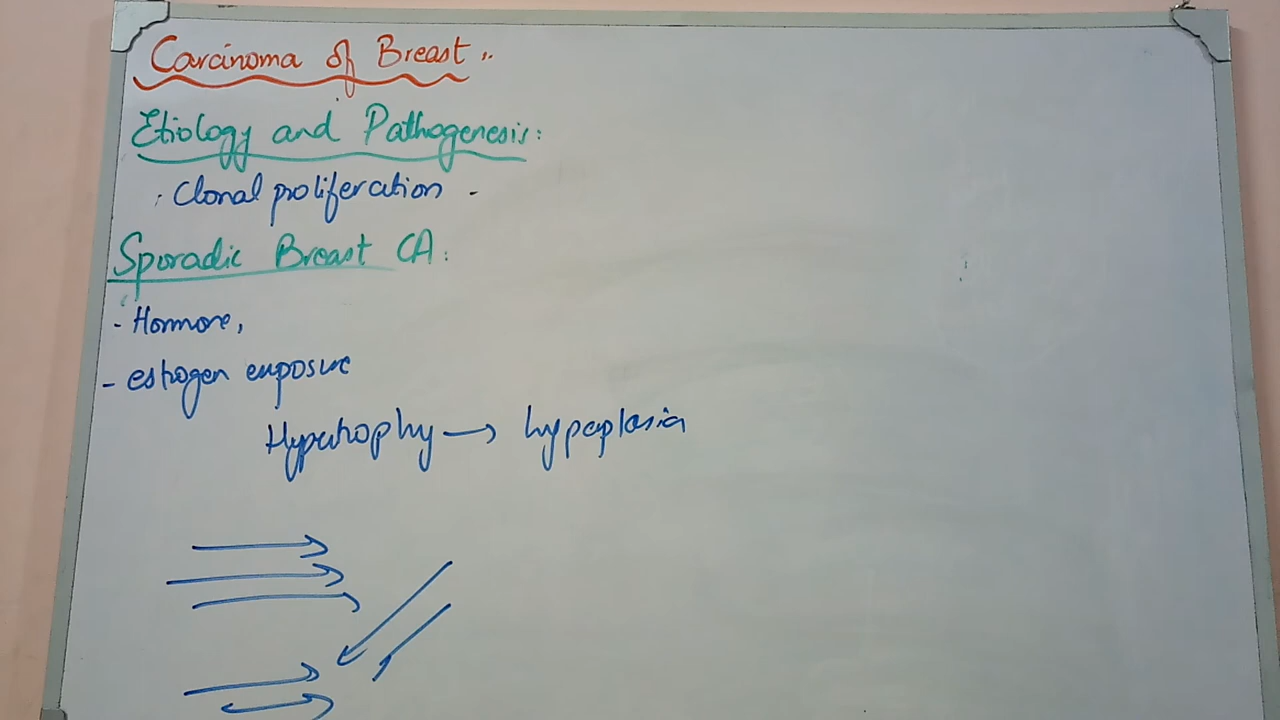 Carcinoma of Breast ..
Etiology and Pathogenesis:
· Clonal proliferation -
Sporadic Breast CA:
- Hormone,
- estrogen exposure
Hypertrophy → hyperplasia